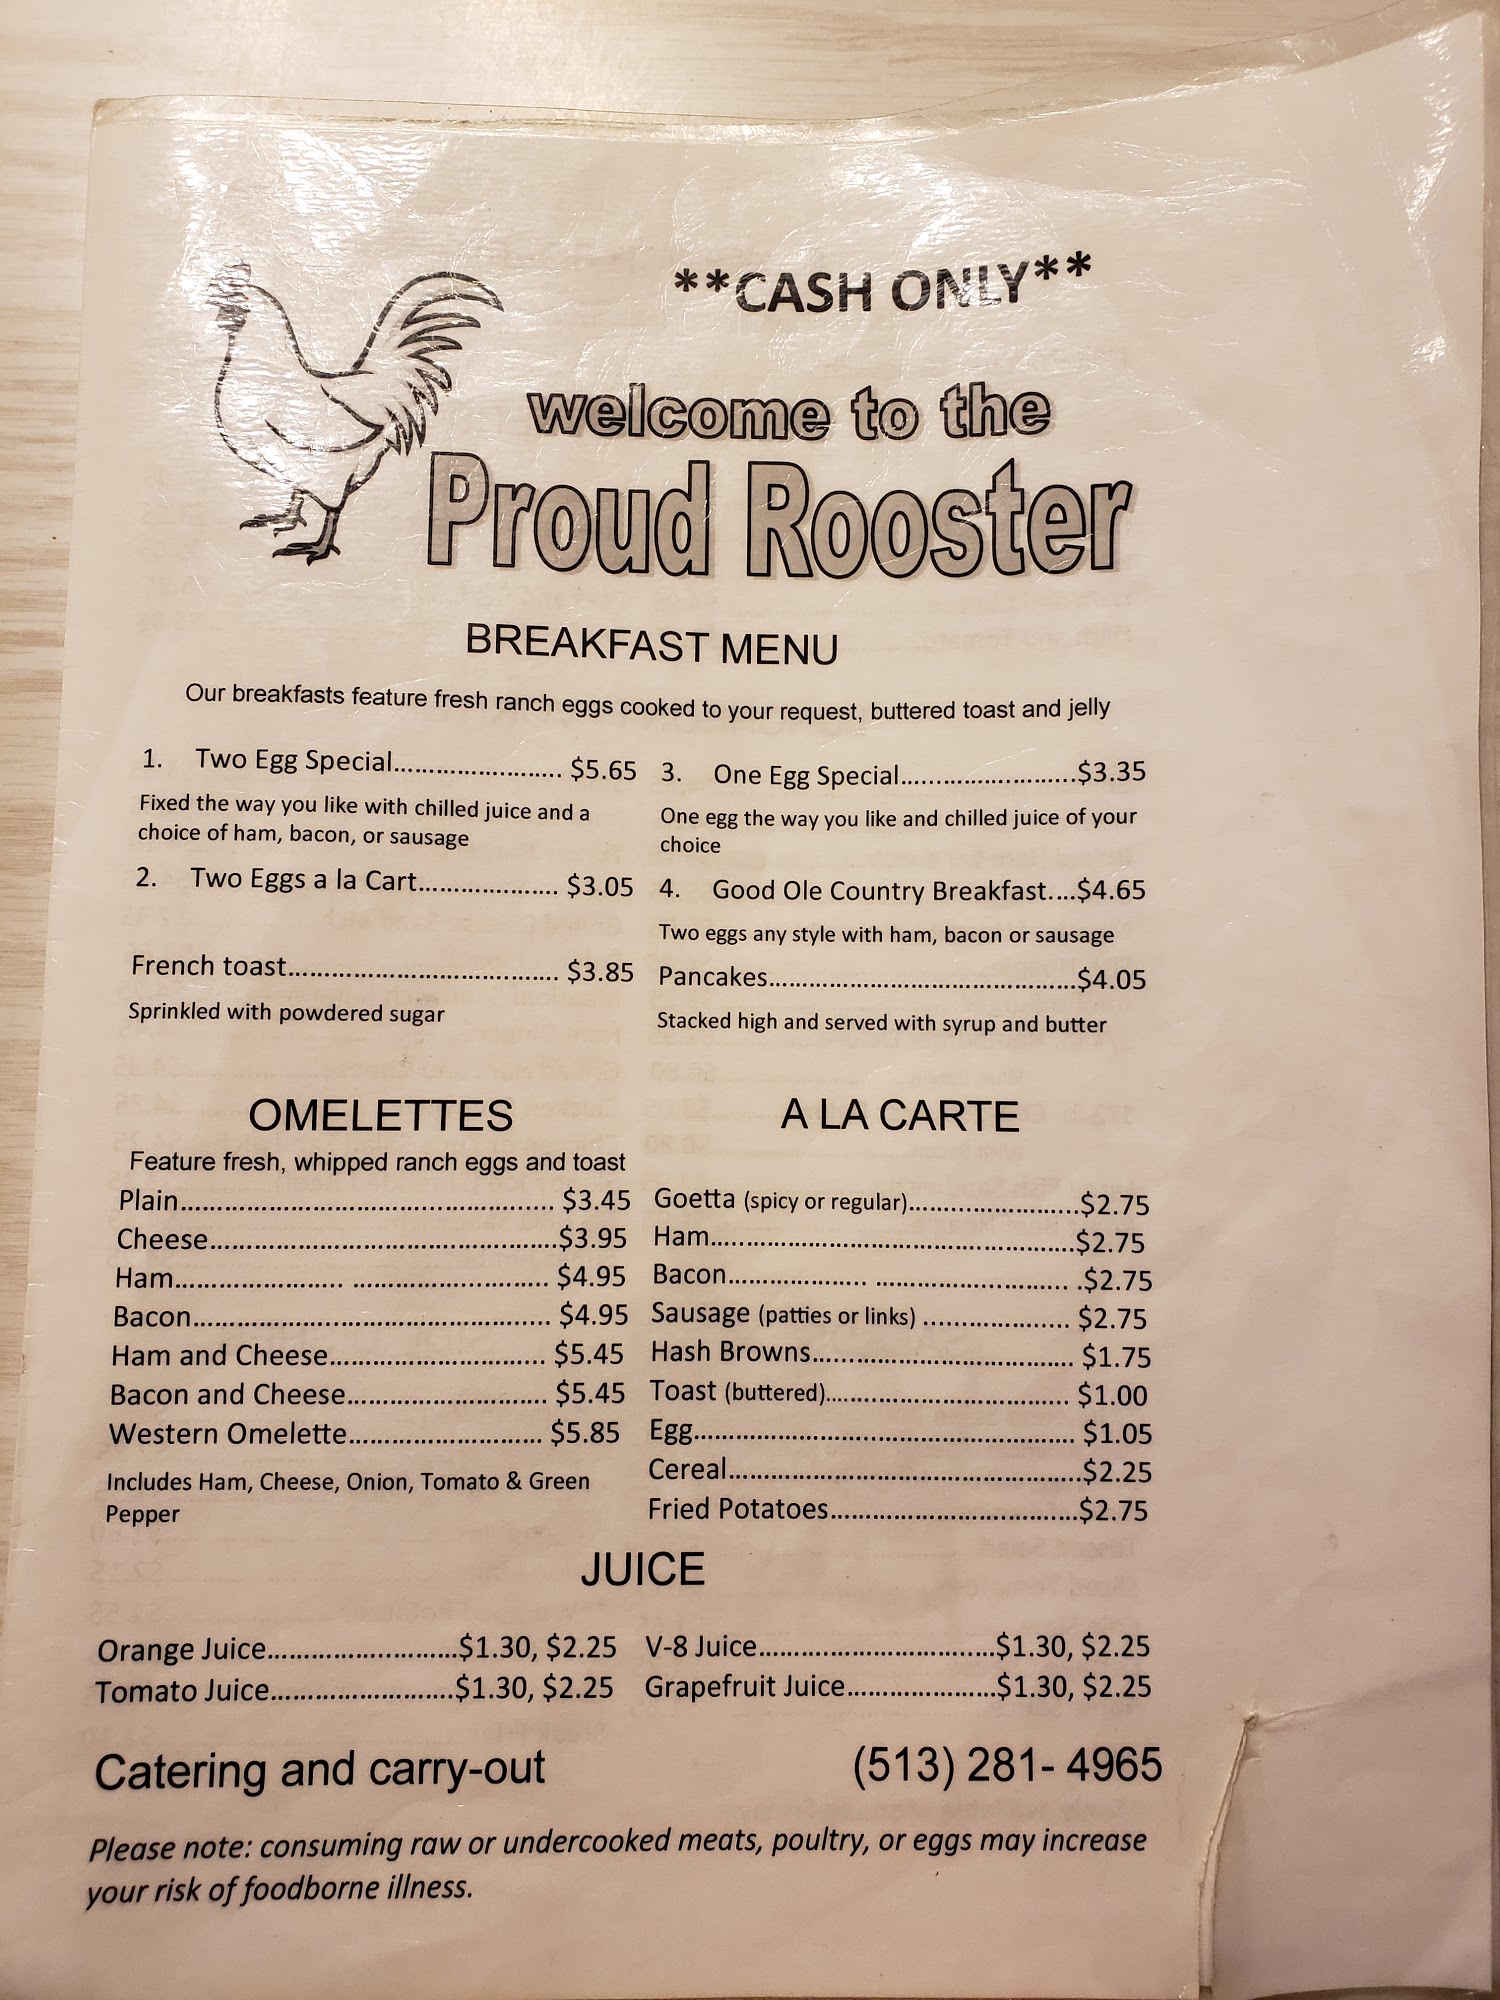 **CASH ONLY**
welcome to the
Proud Rooster
BREAKFAST MENU
Our breakfasts feature fresh ranch eggs cooked to your request, buttered toast and jelly
1. Two Egg Special........................ $5.65
Fixed the way you like with chilled juice and a
choice of ham, bacon, or sausage
2. Two Eggs a la Cart................... $3.05
French toast..................................... $3.85
Sprinkled with powdered sugar
3. One Egg Special........................$3.35
One egg the way you like and chilled juice of your
choice
4. Good Ole Country Breakfast....$4.65
Two eggs any style with ham, bacon or sausage
Pancakes..........................................$4.05
Stacked high and served with syrup and butter
OMELETTES
Feature fresh, whipped ranch eggs and toast
Plain................................................... $3.45
Cheese...............................................$3.95
Ham....................... ........................... $4.95
Bacon................................................ $4.95
Ham and Cheese............................. $5.45
Bacon and Cheese........................... $5.45
Western Omelette.......................... $5.85
Includes Ham, Cheese, Onion, Tomato & Green
Pepper
A LA CARTE
Goetta (spicy or regular).......................$2.75
Ham.................................................$2.75
Bacon................... .......................... .$2.75
Sausage (patties or links) .................... $2.75
Hash Browns................................... $1.75
Toast (buttered)................................. $1.00
Egg................................................... $1.05
Cereal...............................................$2.25
Fried Potatoes.................................$2.75
JUICE
Orange Juice..........................$1.30, $2.25
Tomato Juice.........................$1.30, $2.25
V-8 Juice................................$1.30, $2.25
Grapefruit Juice....................$1.30, $2.25
Catering and carry-out (513) 281- 4965
Please note: consuming raw or undercooked meats, poultry, or eggs may increase
your risk of foodborne illness.